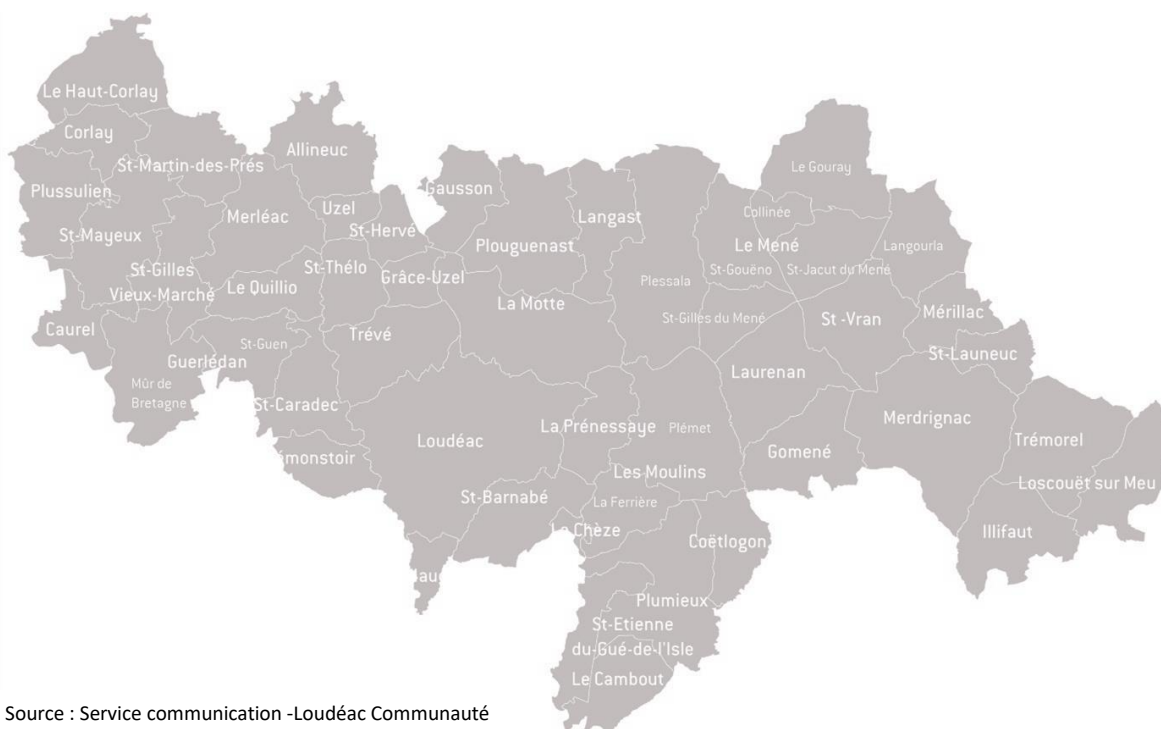 Le Haut-Corlay
Corlay
St-Martin-des-Prés
Allineuc
Le Gouray
Plussulien
Gausson
Uzel
Merléac
Langast
Collinée
St-Mayeux
St-Hervé
Plouguenast
Le Mené
Langourla
St-Gilles
Vieux-Marché
St-Thélo
Grâce-Uzel
St-Gouëno
St-Jacut du Mené
Le Quillio
Plessala
La Motte
Mérillac
St-Gilles du Mené
St -Vran
Caurel
Trévé
St-Guen
St-Launeuc
Guerlédan
Laurenan
Mûr de
Bretagne
St-Caradec
Merdrignac
La Prénessaye
Plémet
Loudéac
Trémorel
Gomené
émonstoir
Les Moulins
Loscouët sur Meu
St-Barnabé
La Ferrière
La Chèze
Illifaut
Coëtlogon
Plumieux
St-Etienne
du-Gué-de-l'Isle
Le Cambout
Source : Service communication -Loudéac Communauté